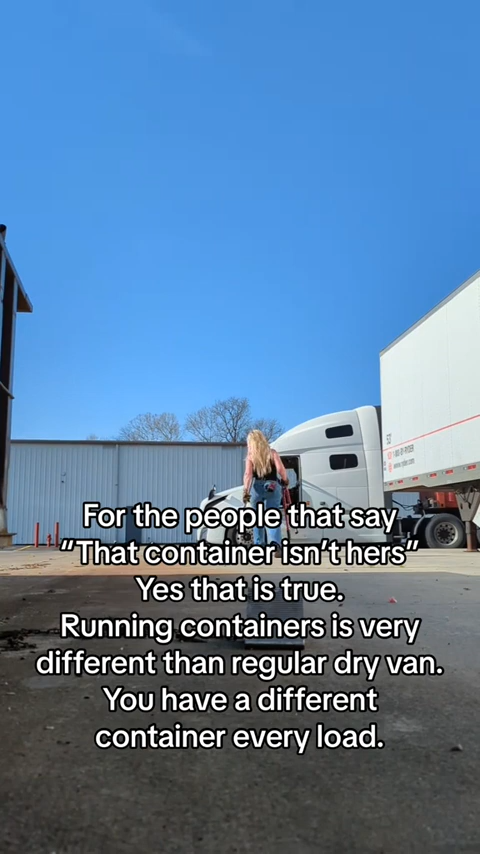 For the people that say
“That container isn’t hers”
Yes that is true.
Running containers is very
different than regular dry van.
You have a different
container every load.